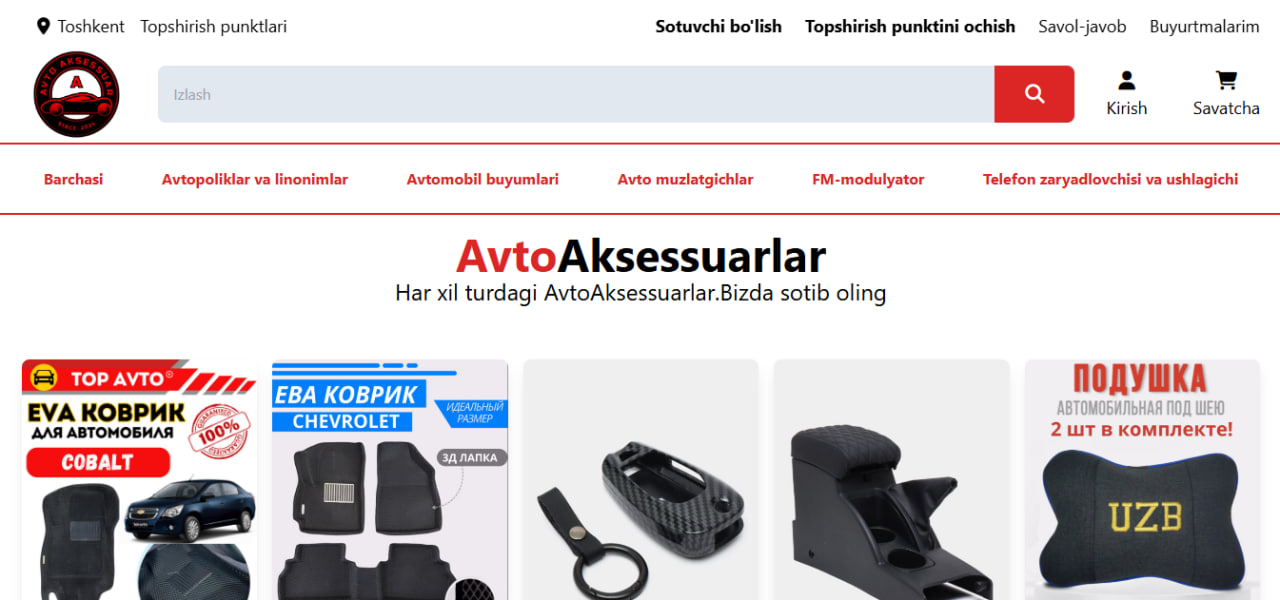 Toshkent Topshirish punktlari Sotuvchi bo'lish Topshirish punktini ochish Savol-javob Buyurtmalarim
AVTO AKSESSUAR
A
Izlash
Kirish
Savatcha
Barchasi Avtopoliklar va linonimlar Avtomobil buyumlari Avto muzlatgichlar FM-modulyator Telefon zaryadlovchisi va ushlagichi
AvtoAksessuarlar
Har xil turdagi AvtoAksessuarlar.Bizda sotib oling
TOP AVTO®
EVA КОВРИК
ДЛЯ АВТОМОБИЛЯ
GUARANTEED
100%
COBALT
ЕВА КОВРИК
CHEVROLET
ИДЕАЛЬНЫЙ
РАЗМЕР
3Д ЛАПКА
ПОДУШКА
АВТОМОБИЛЬНАЯ ПОД ШЕЮ
2 шт в комплекте!
UZB